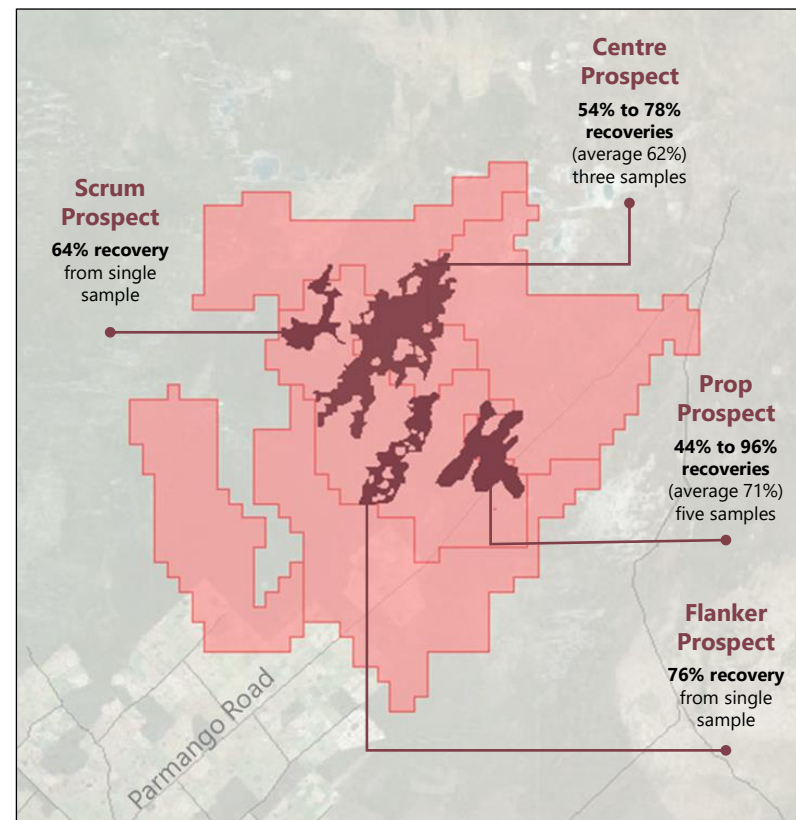 Centre
Prospect
54% to 78%
recoveries
(average 62%)
three samples
Scrum
Prospect
64% recovery
from single
sample
Prop
Prospect
44% to 96%
recoveries
(average 71%)
five samples
Flanker
Prospect
76% recovery
from single
sample
Parmango Road